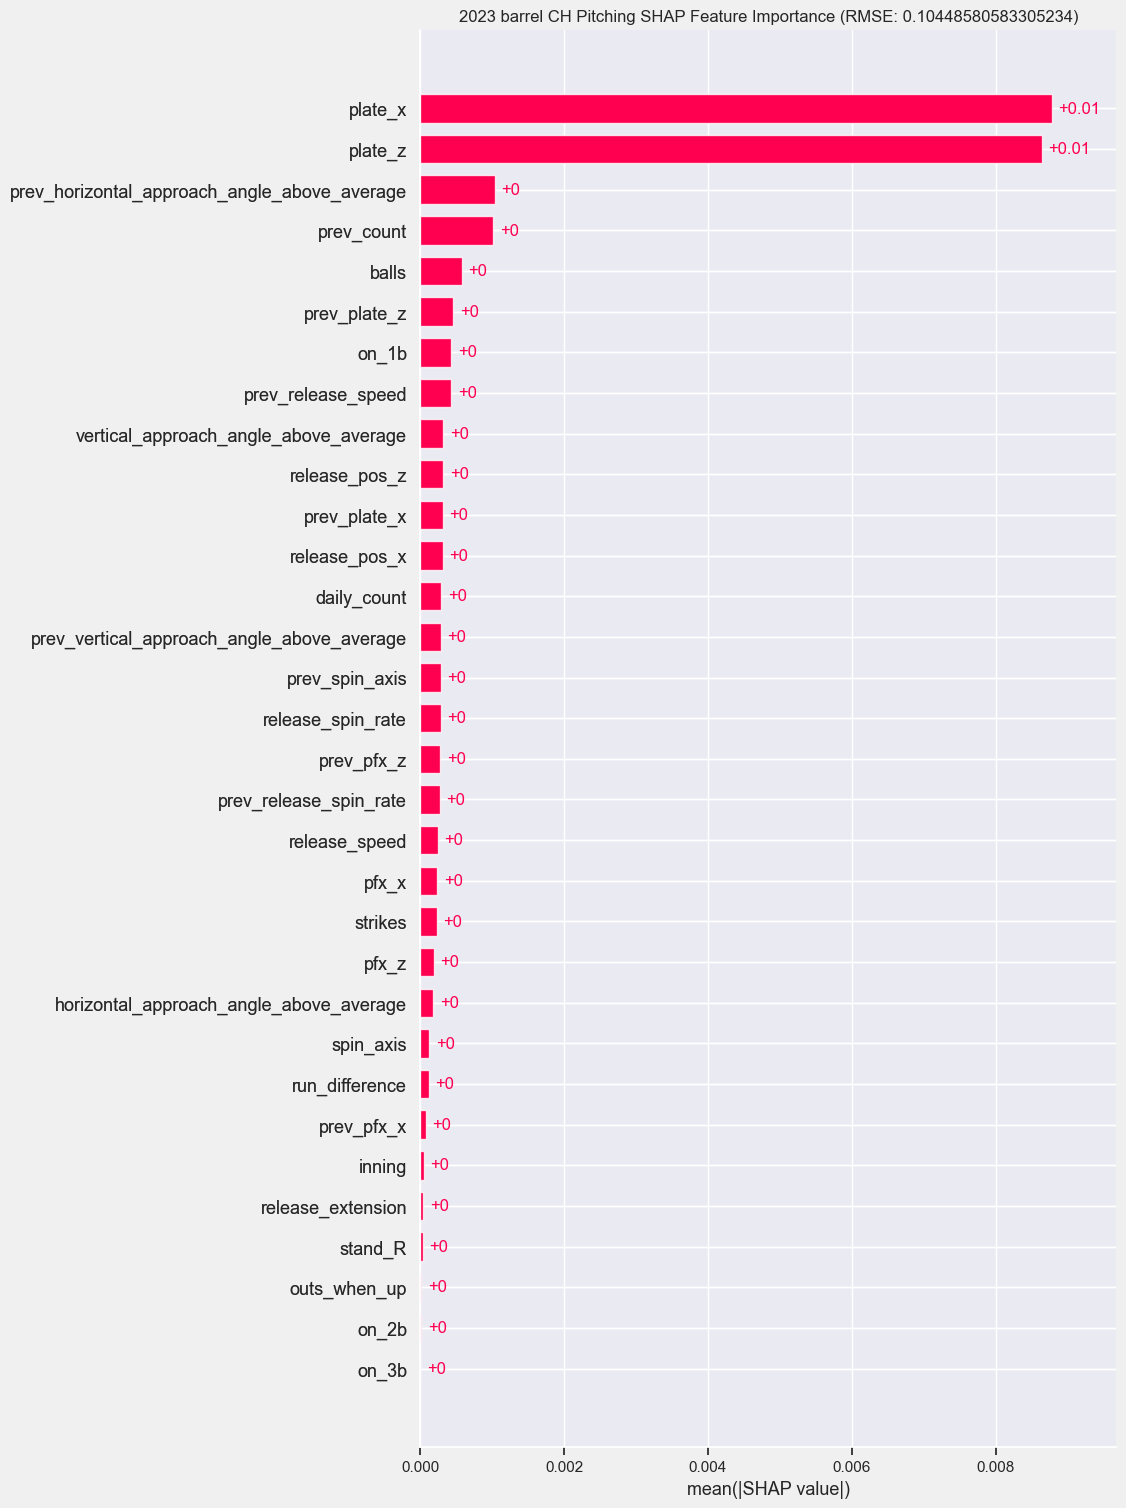 2023 barrel CH Pitching SHAP Feature Importance (RMSE: 0.10448580583305234)
plate_x +0.01
plate_z +0.01
prev_horizontal_approach_angle_above_average +0
prev_count +0
balls +0
prev_plate_z +0
on_1b +0
prev_release_speed +0
vertical_approach_angle_above_average +0
release_pos_z +0
prev_plate_x +0
release_pos_x +0
daily_count +0
prev_vertical_approach_angle_above_average +0
prev_spin_axis +0
release_spin_rate +0
prev_pfx_z +0
prev_release_spin_rate +0
release_speed +0
pfx_x +0
strikes +0
pfx_z +0
horizontal_approach_angle_above_average +0
spin_axis +0
run_difference +0
prev_pfx_x +0
inning +0
release_extension +0
stand_R +0
outs_when_up +0
on_2b +0
on_3b +0
0.000 0.002 0.004 0.006 0.008
mean(|SHAP value|)